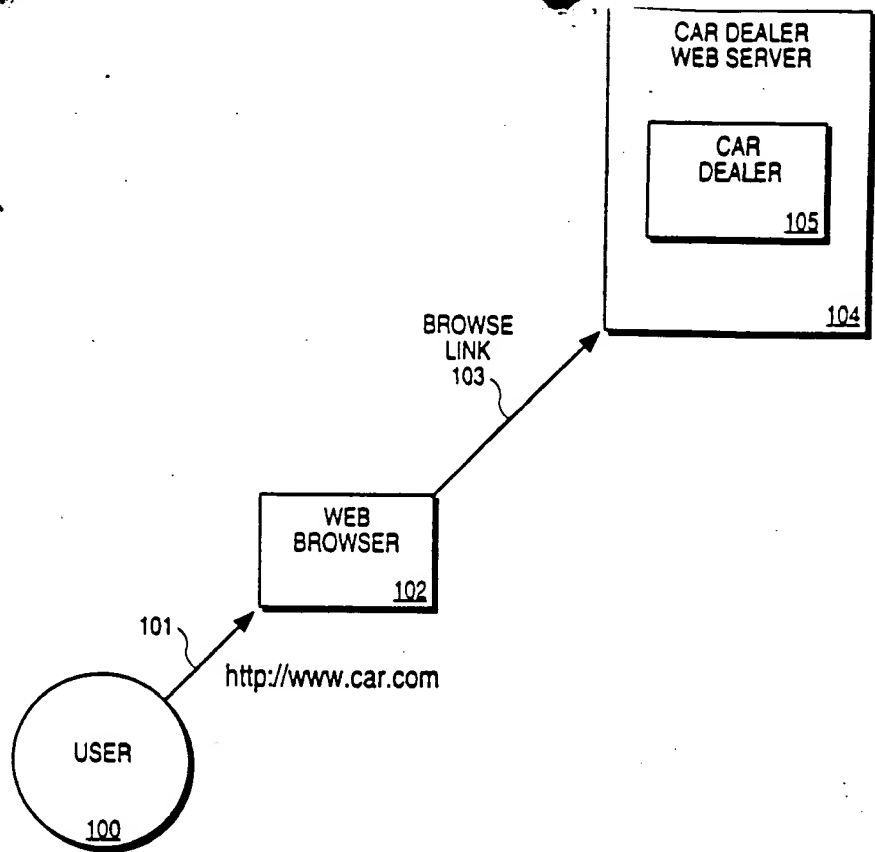 CAR DEALER
WEB SERVER
CAR
DEALER
105
104
BROWSE
LINK
103
WEB
BROWSER
102
101
http://www.car.com
USER
100